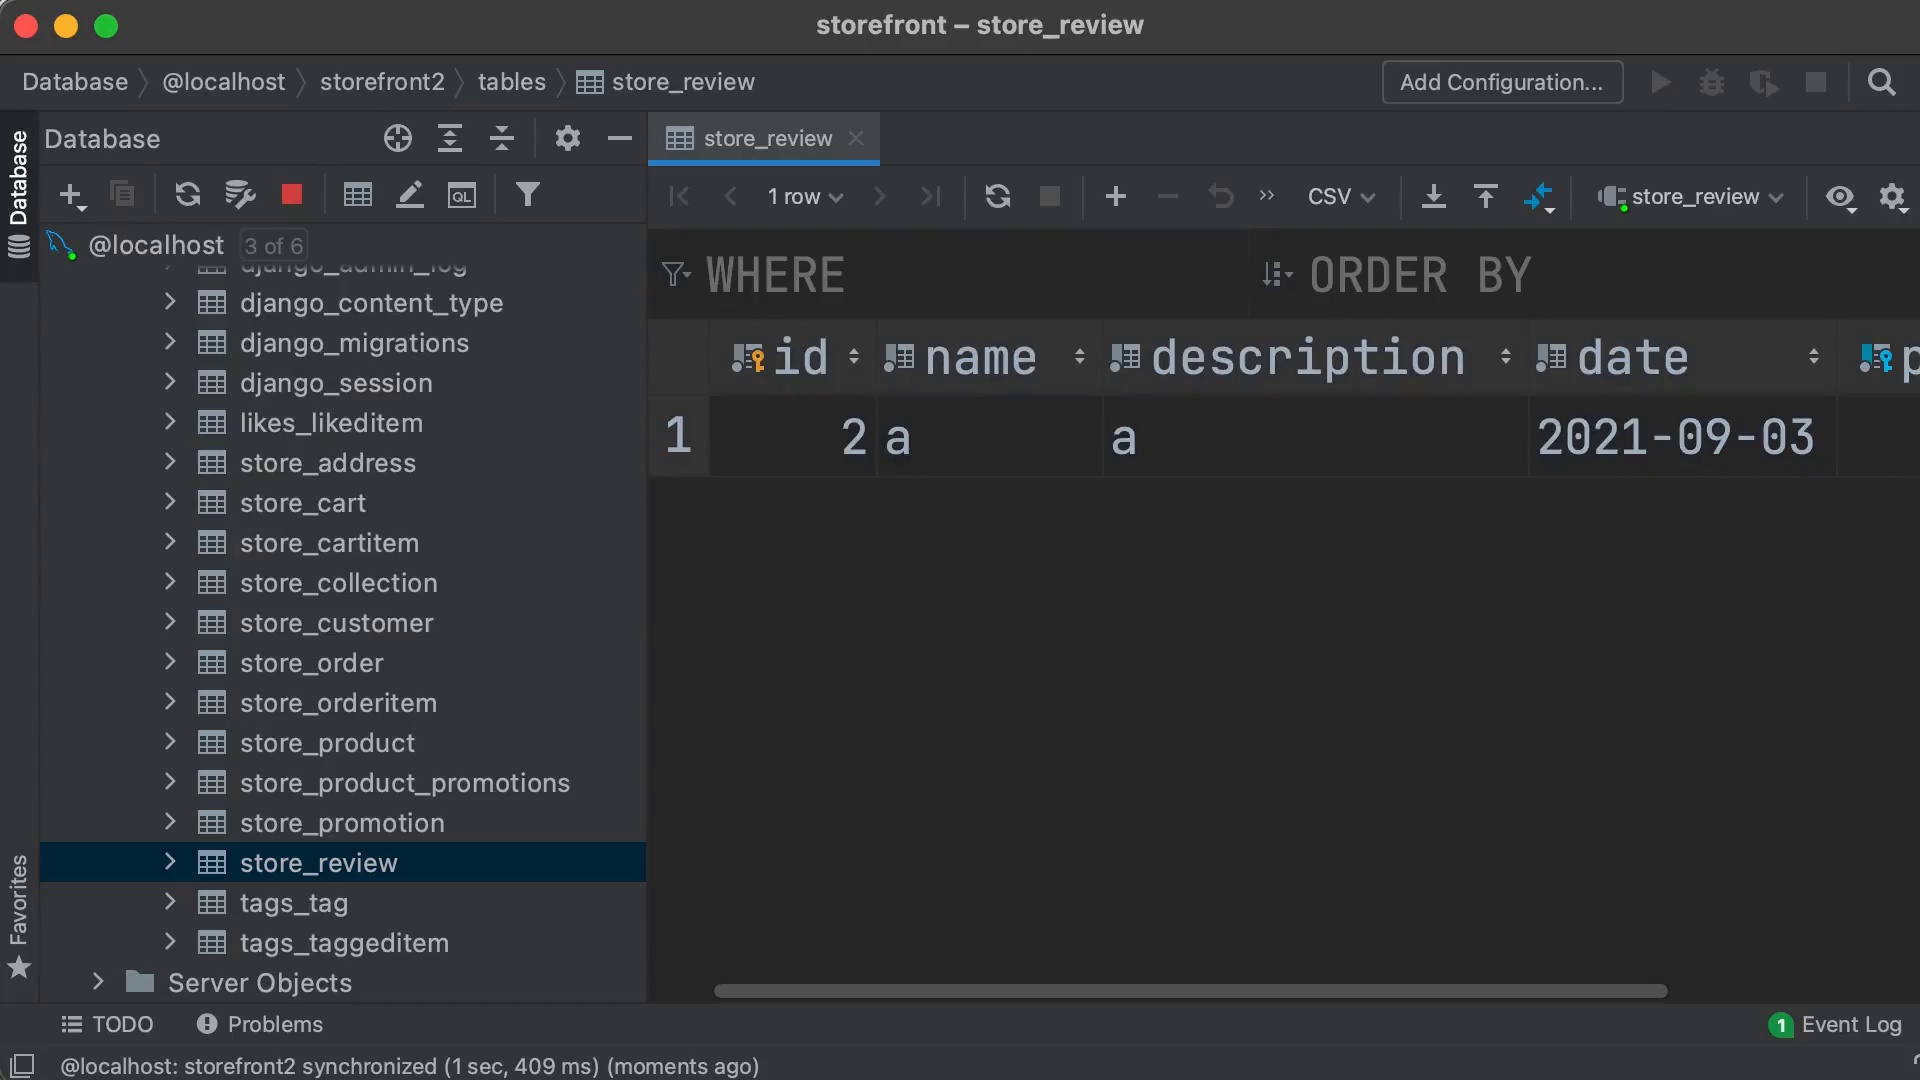 storefront – store_review
Database @localhost storefront2 tables store_review
Add Configuration...
Database
Database
store_review
1 row
CSV
store_review
@localhost 3 of 6
WHERE
ORDER BY
django_admin_log
django_content_type
django_migrations
django_session
likes_likeditem
store_address
store_cart
store_cartitem
store_collection
store_customer
store_order
store_orderitem
store_product
store_product_promotions
store_promotion
store_review
tags_tag
tags_taggeditem
Server Objects
id name description date p
1 2 a a 2021-09-03
Favorites
TODO Problems
1 Event Log
@localhost: storefront2 synchronized (1 sec, 409 ms) (moments ago)